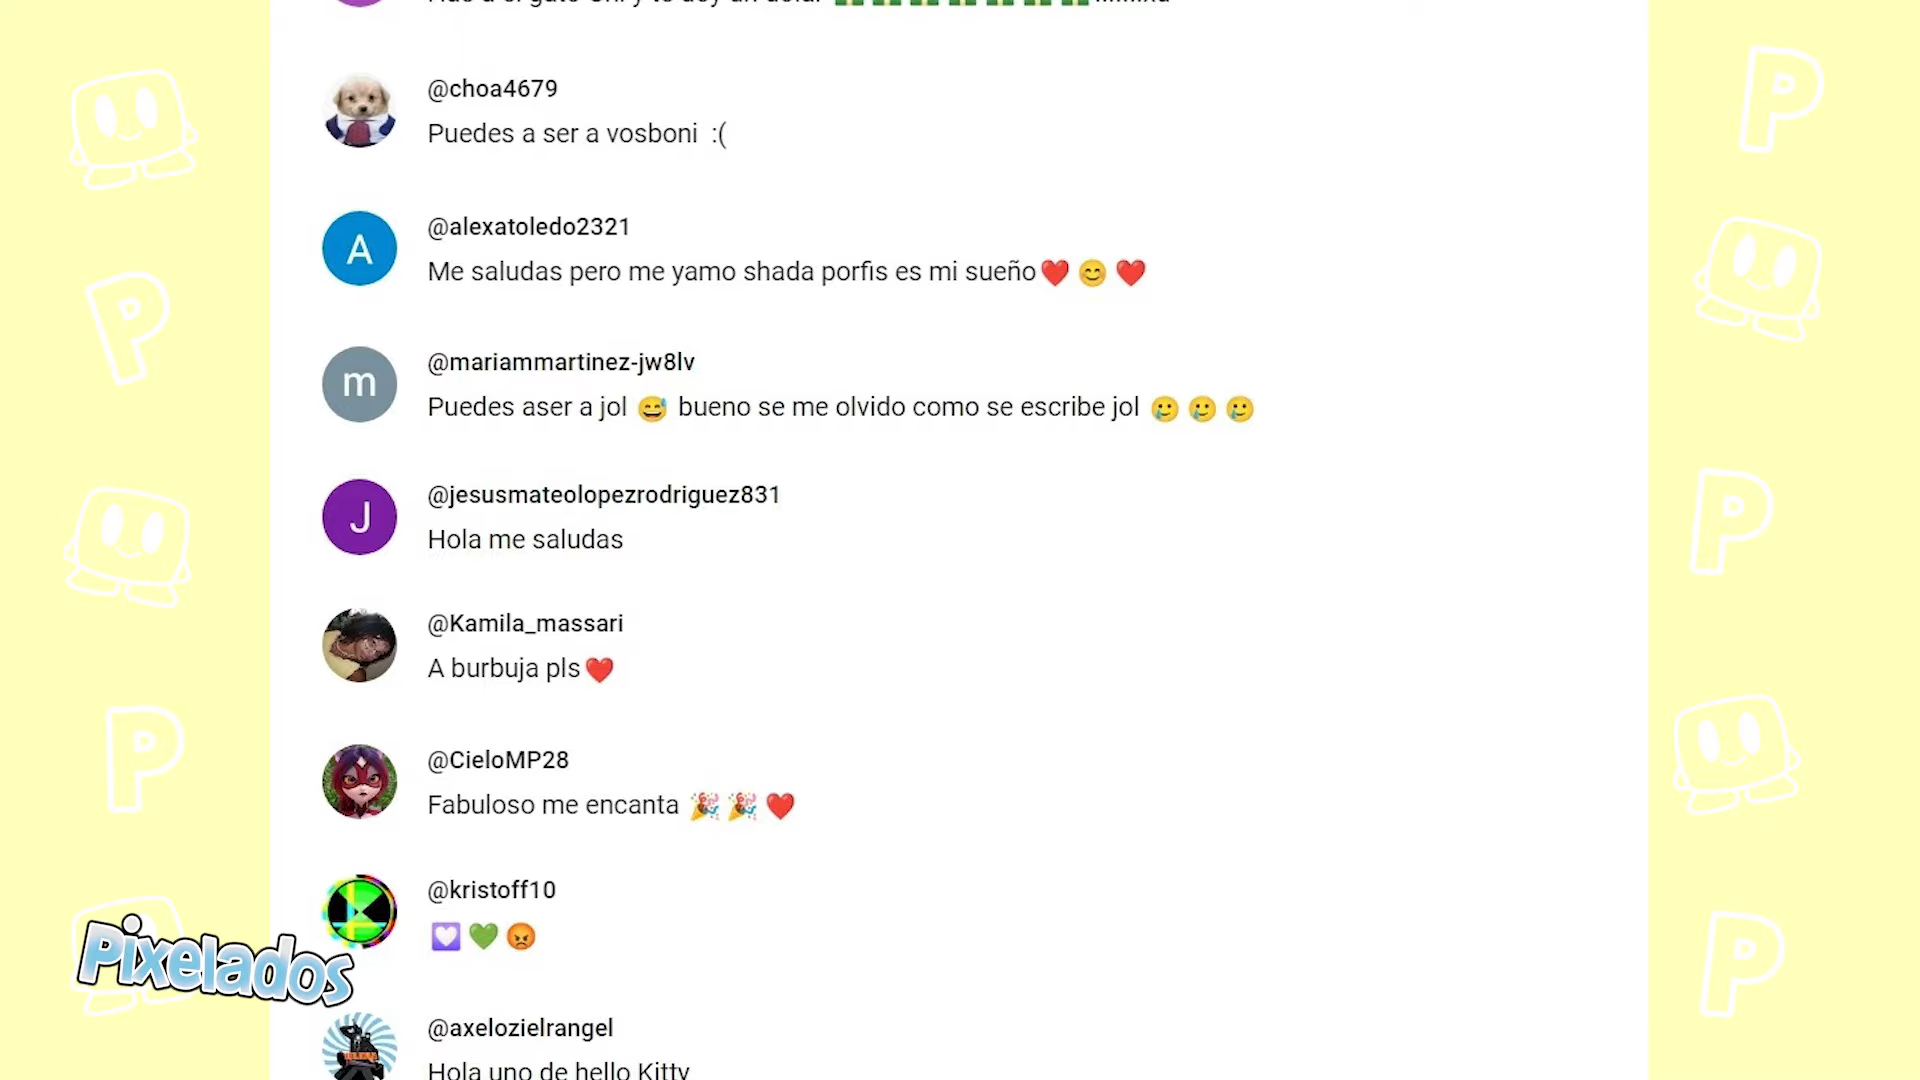 @choa4679
Puedes a ser a vosboni :(
A
@alexatoledo2321
Me saludas pero me yamo shada porfis es mi sueño❤️ 😊 ❤️
m
@mariammartinez-jw8lv
Puedes aser a jol 😅 bueno se me olvido como se escribe jol 🥲 🥲 🥲
J
@jesusmateolopezrodriguez831
Hola me saludas
@Kamila_massari
A burbuja pls❤️
@CieloMP28
Fabuloso me encanta 🎉 🎉 ❤️
@kristoff10
💟 💚 😡
Pixelados
@axelozielrangel
Hola uno de hello Kitty
P
P
P
P
P